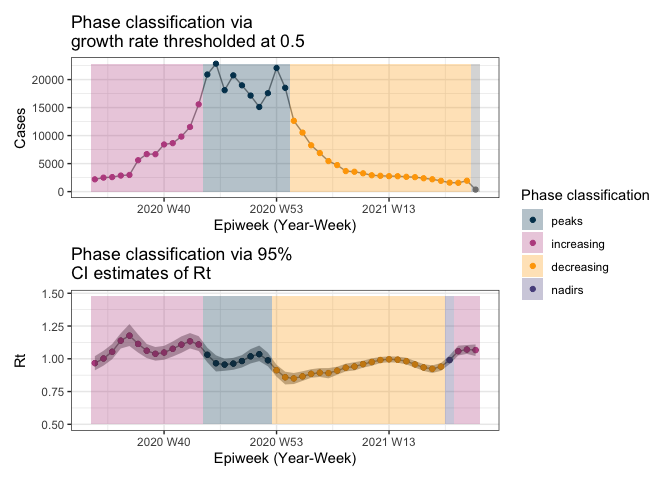 Phase classification via
growth rate thresholded at 0.5
Cases
20000
15000
10000
5000
0
2020 W40
2020 W53
2021 W13
Epiweek (Year-Week)
Phase classification
peaks
increasing
decreasing
nadirs
Phase classification via 95%
CI estimates of Rt
Rt
1.50
1.25
1.00
0.75
0.50
2020 W40
2020 W53
2021 W13
Epiweek (Year-Week)